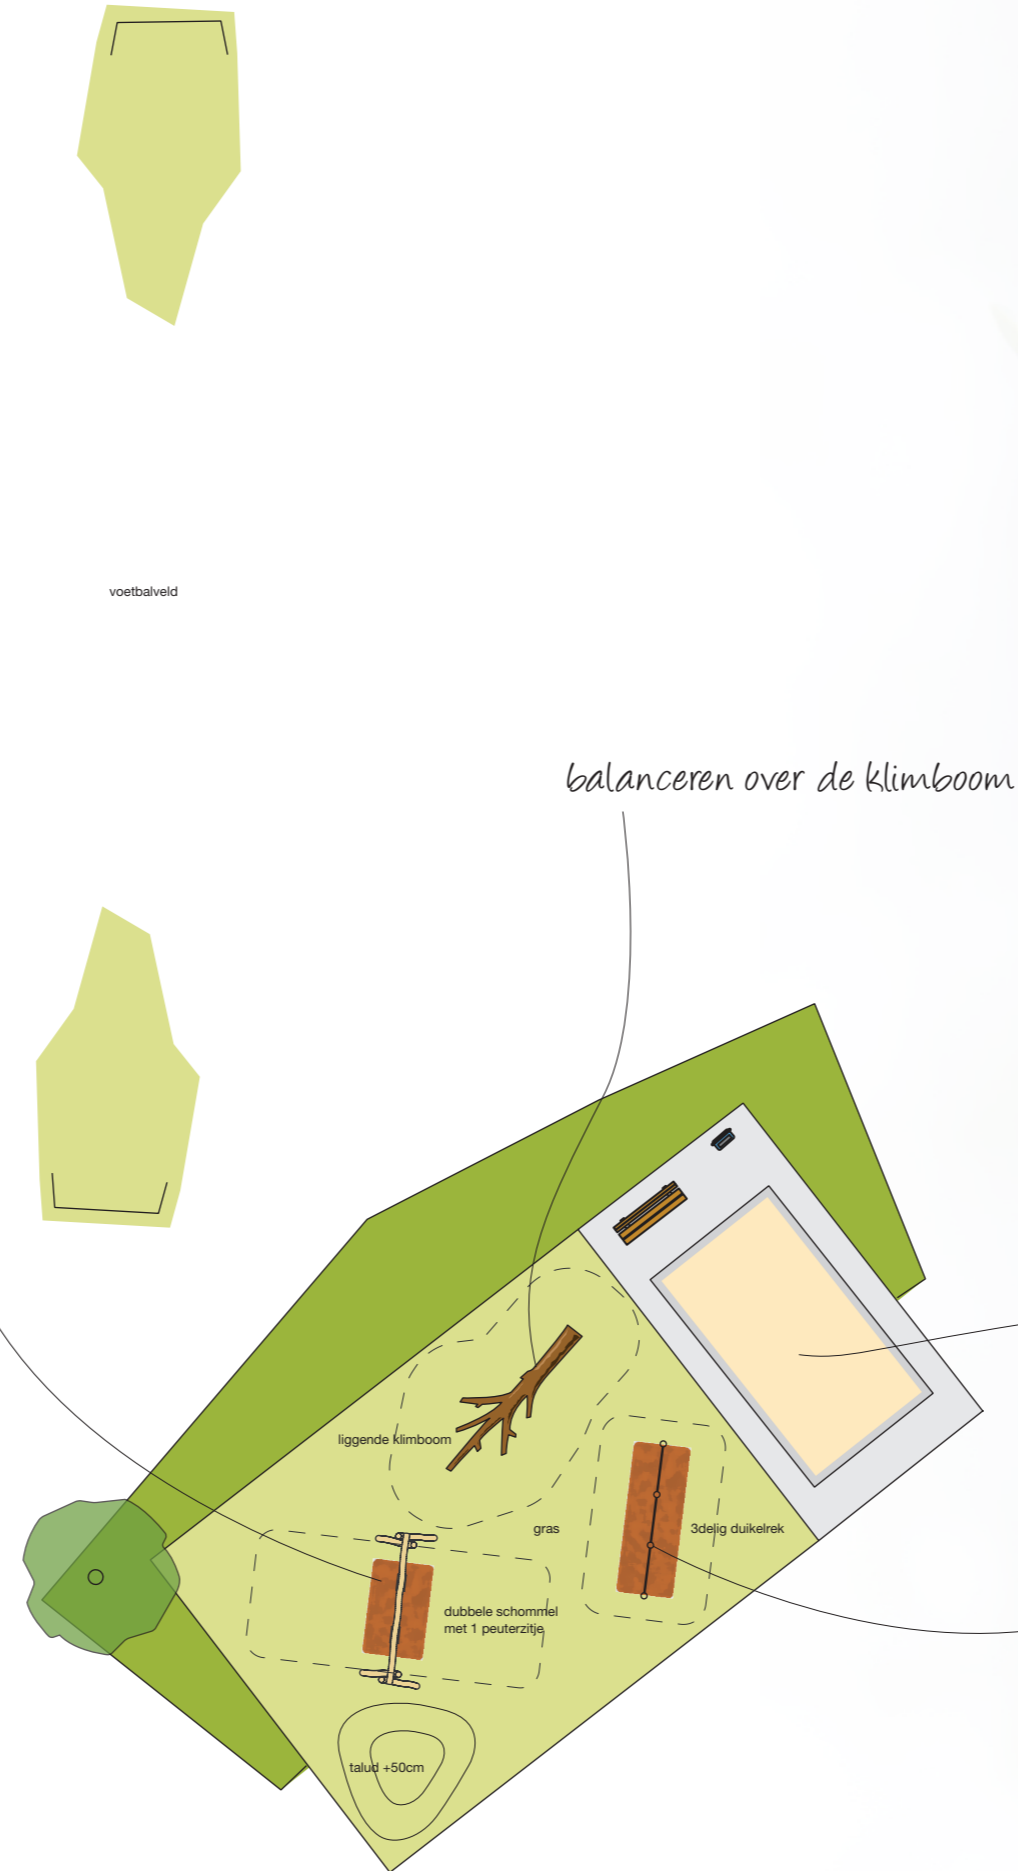 voetbalveld
balanceren over de klimboom
liggende klimboom
gras
3delig duikelrek
dubbele schommel
met 1 peuterzitje
talud +50cm